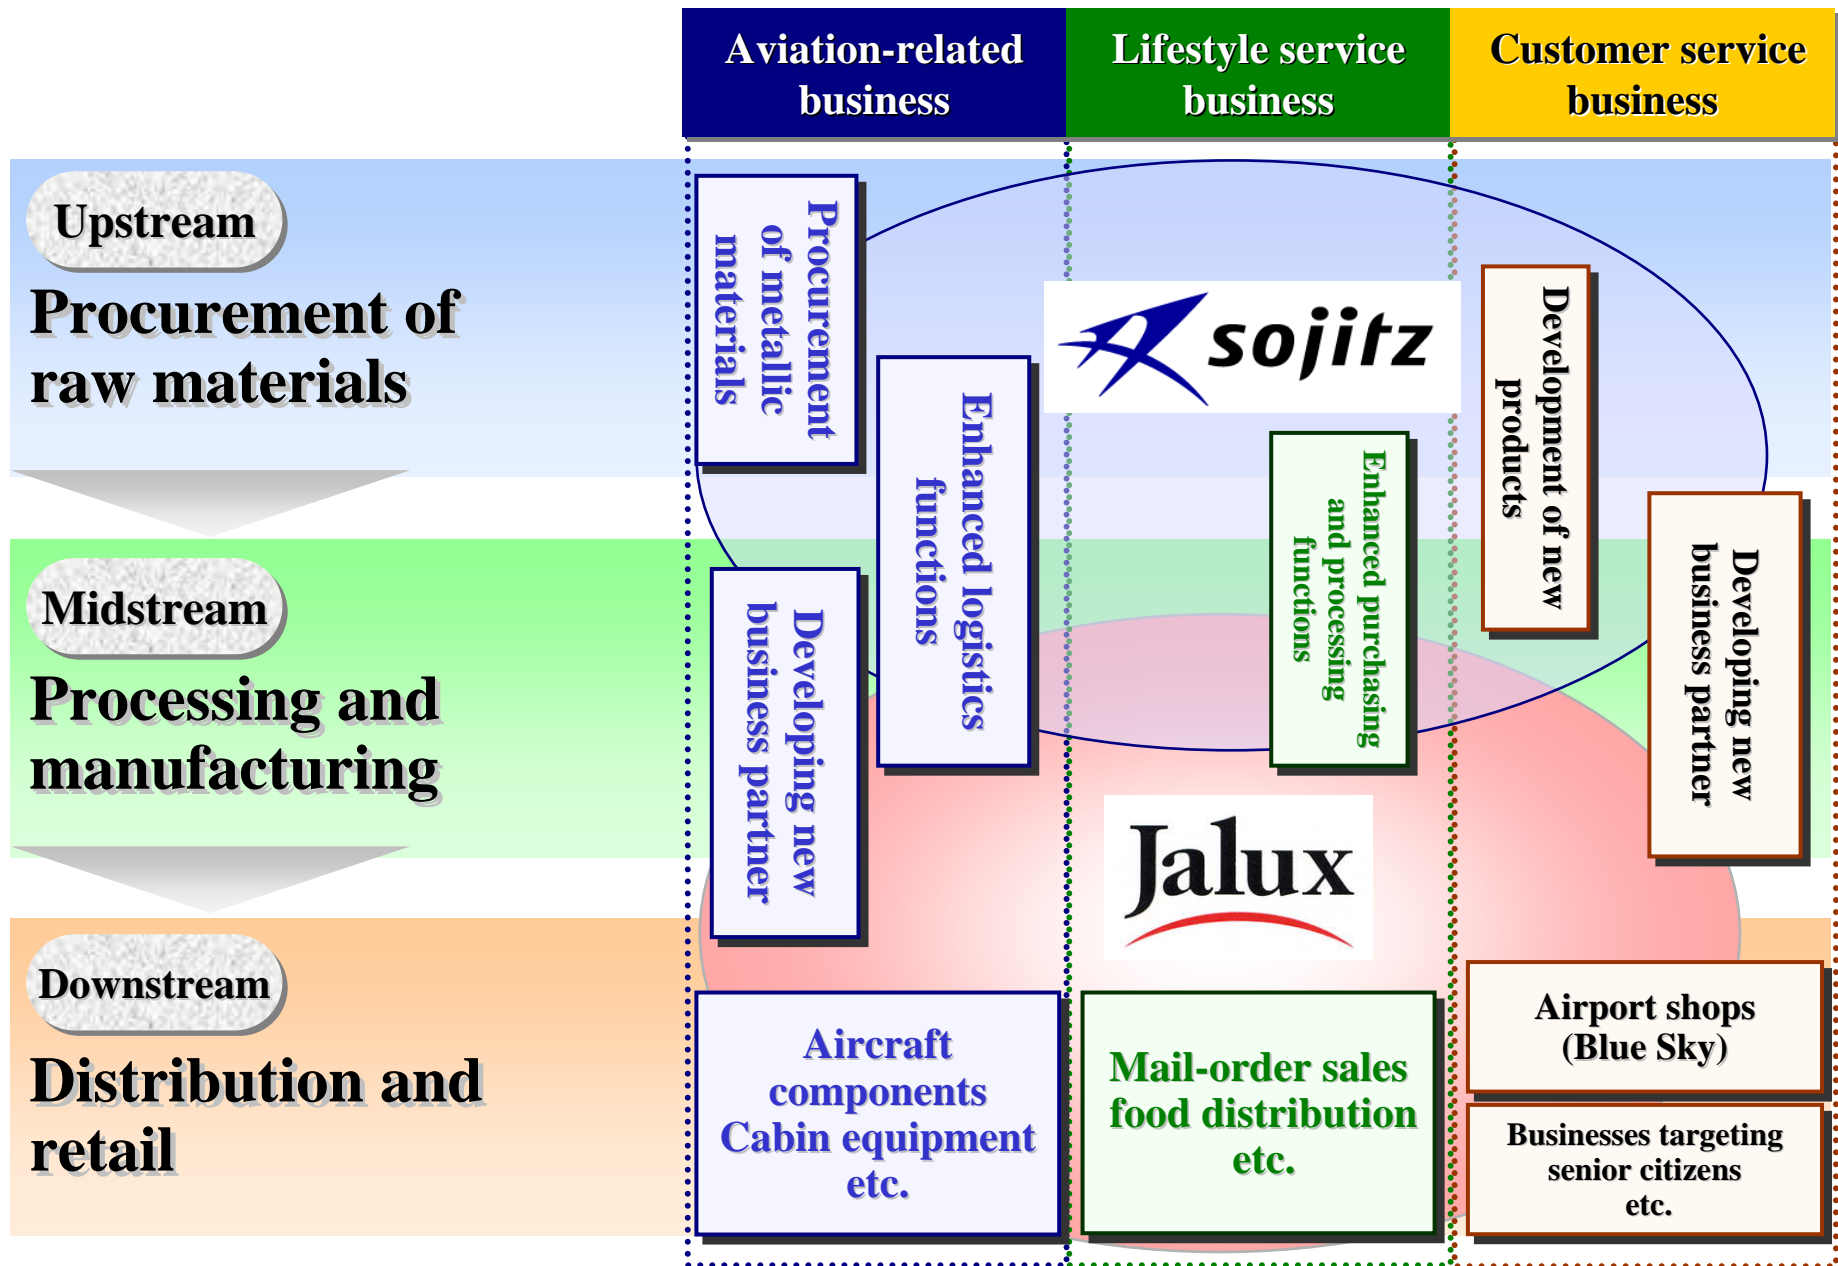 Aviation-related
business
Lifestyle service
business
Customer service
business
Upstream
Procurement of
raw materials
Procurement
of metallic
materials
Enhanced logistics
functions
sojitz
Enhanced purchasing
and processing
functions
Development of new
products
Developing new
business partner
Midstream
Processing and
manufacturing
Developing new
business partner
Jalux
Downstream
Distribution and
retail
Aircraft
components
Cabin equipment
etc.
Mail-order sales
food distribution
etc.
Airport shops
(Blue Sky)
Businesses targeting
senior citizens
etc.